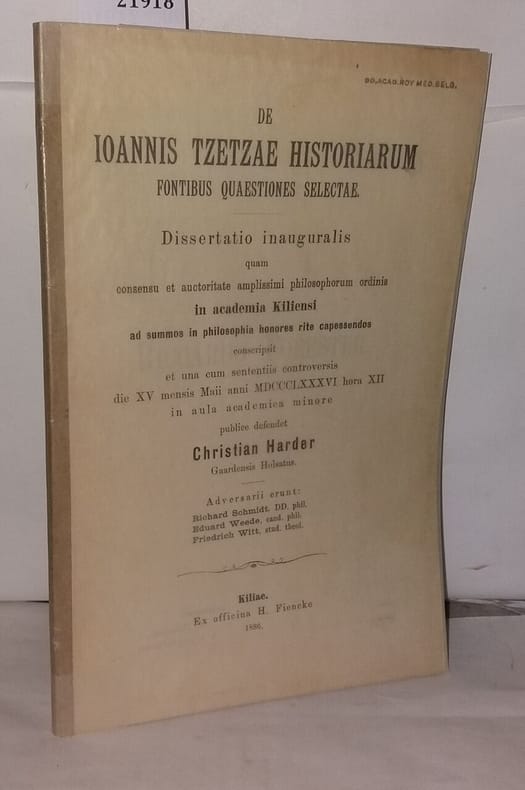 21918
BG.ACAD.ROY MED.BELG.
DE
IOANNIS TZETZAE HISTORIARUM
FONTIBUS QUAESTIONES SELECTAE.
Dissertatio inauguralis
quam
consensu et auctoritate amplissimi philosophorum ordinis
in academia Kiliensi
ad summos in philosophia honores rite capessendos
conscripsit
et una cum sententiis controversis
die XV mensis Maii anni MDCCCLXXXVI hora XII
in aula academica minore
publice defendet
Christian Harder
Gaardensis Holsatus.
Adversarii erunt:
Richard Schmidt, DD. phil.
Eduard Weede, cand. phil.
Friedrich Witt, stud. theol.
Kiliae.
Ex officina H. Fiencke
1886.